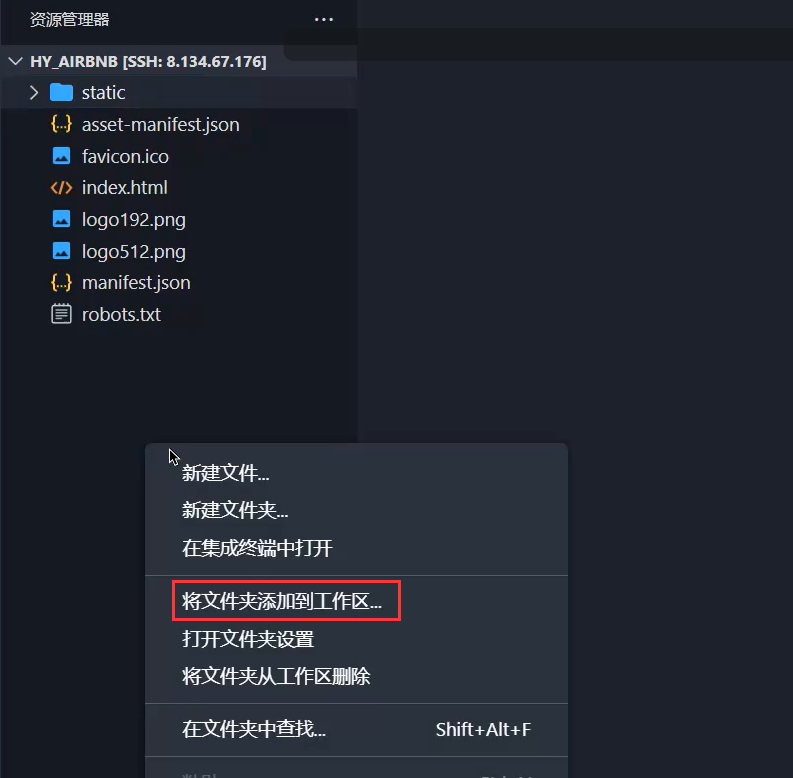 资源管理器
HY_AIRBNB [SSH: 8.134.67.176]
static
asset-manifest.json
favicon.ico
index.html
logo192.png
logo512.png
manifest.json
robots.txt
新建文件...
新建文件夹...
在集成终端中打开
将文件夹添加到工作区...
打开文件夹设置
将文件夹从工作区删除
在文件夹中查找... Shift+Alt+F